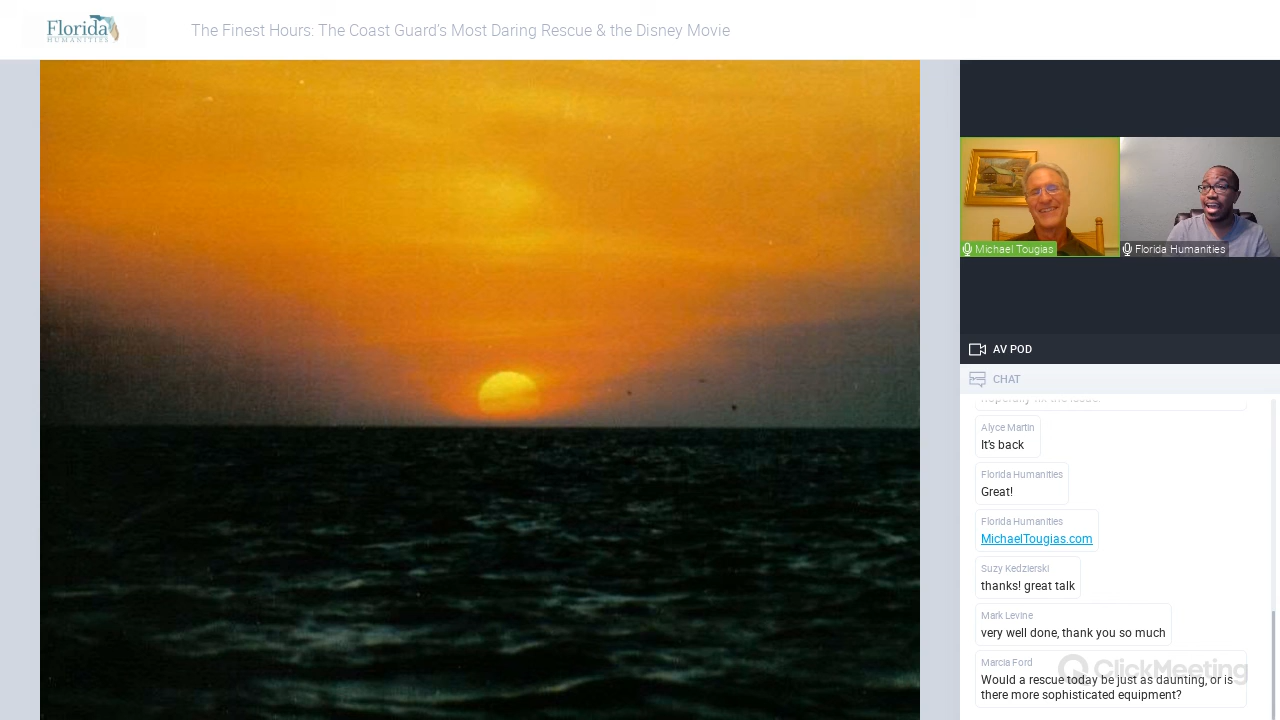 Florida
HUMANITIES
The Finest Hours: The Coast Guard's Most Daring Rescue & the Disney Movie
Michael Tougias
Florida Humanities
AV POD
CHAT
Alyce Martin
It's back
Florida Humanities
Great!
Florida Humanities
MichaelTougias.com
Suzy Kedzierski
thanks! great talk
Mark Levine
very well done, thank you so much
Marcia Ford
ClickMeeting
Would a rescue today be just as daunting, or is
there more sophisticated equipment?